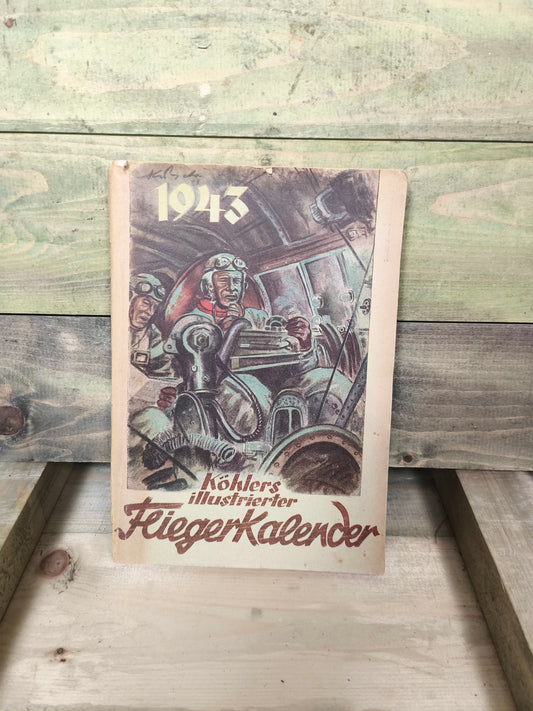 1943
Köhlers
illustrierter
Fliegerkalender